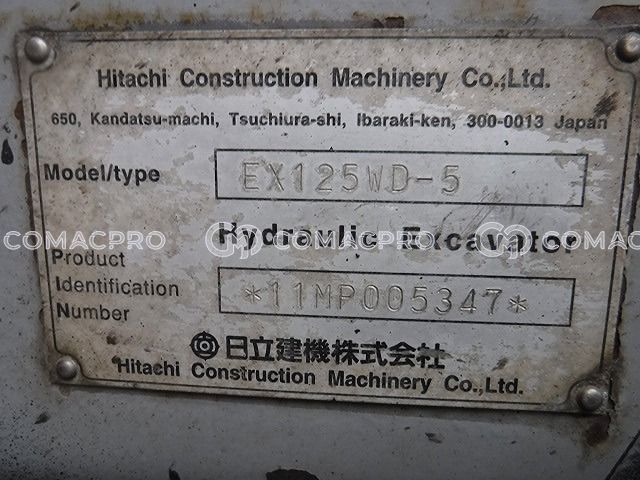 Hitachi Construction Machinery Co.,Ltd.
650, Kandatsu-machi, Tsuchiura-shi, Ibaraki-ken, 300-0013 Japan
Model/type EX125WD-5
Hydraulic Excavator
COMACPRO COMACPRO COMACPRO
Product
Identification *11MP005347*
Number
日立建機株式会社
Hitachi Construction Machinery Co.,Ltd.